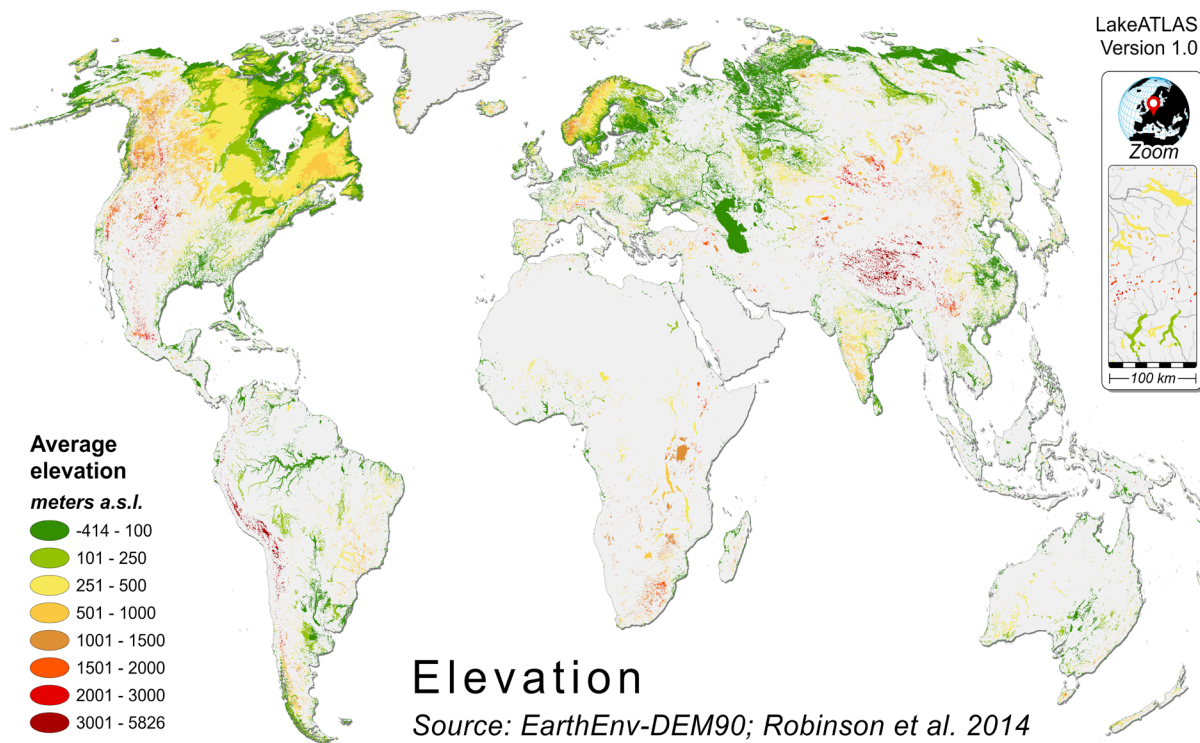 LakeATLAS
Version 1.0
Zoom
100 km
Average
elevation
meters a.s.l.
-414 - 100
101 - 250
251 - 500
501 - 1000
1001 - 1500
1501 - 2000
2001 - 3000
3001 - 5826
Elevation
Source: EarthEnv-DEM90; Robinson et al. 2014